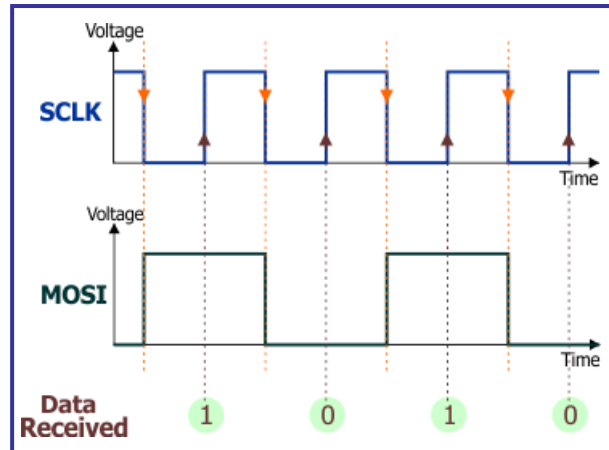 Voltage
SCLK
Time
Voltage
MOSI
Time
Data
Received
1 0 1 0